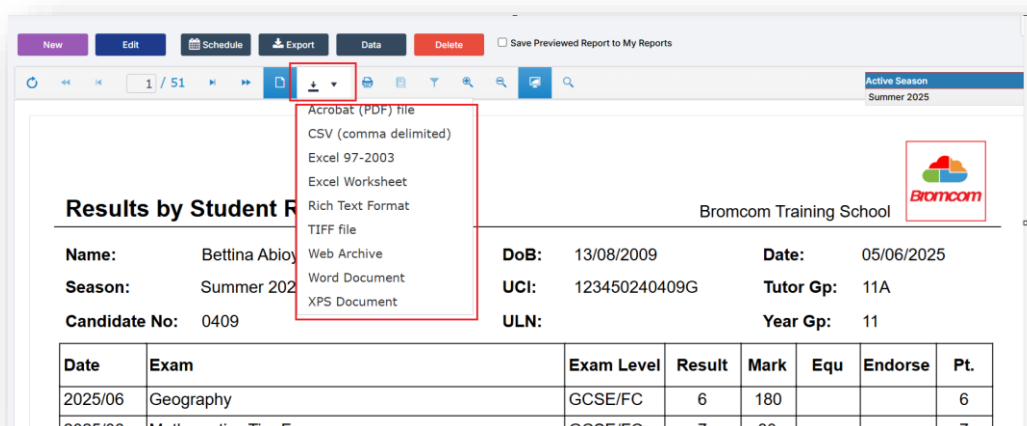 New Edit Schedule Export Data Delete Save Previewed Report to My Reports
1 / 51
Active Season
Summer 2025
Acrobat (PDF) file
CSV (comma delimited)
Excel 97-2003
Excel Worksheet
Rich Text Format
TIFF file
Web Archive
Word Document
XPS Document
Bromcom
Results by Student R Bromcom Training School
Name: Bettina Abioy DoB: 13/08/2009 Date: 05/06/2025
Season: Summer 202 UCI: 123450240409G Tutor Gp: 11A
Candidate No: 0409 ULN: Year Gp: 11
Date Exam Exam Level Result Mark Equ Endorse Pt.
2025/06 Geography GCSE/FC 6 180 6